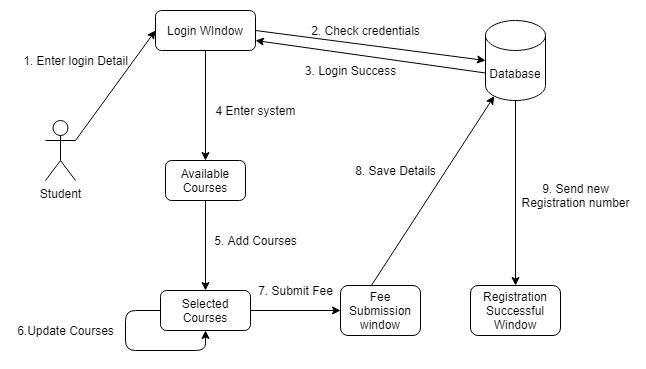 Login WIndow
2. Check credentials
1. Enter login Detail
3. Login Success
Database
4 Enter system
Student
Available
Courses
8. Save Details
9. Send new
Registration number
5. Add Courses
7. Submit Fee
Selected
Courses
Fee
Submission
window
Registration
Successful
Window
6.Update Courses